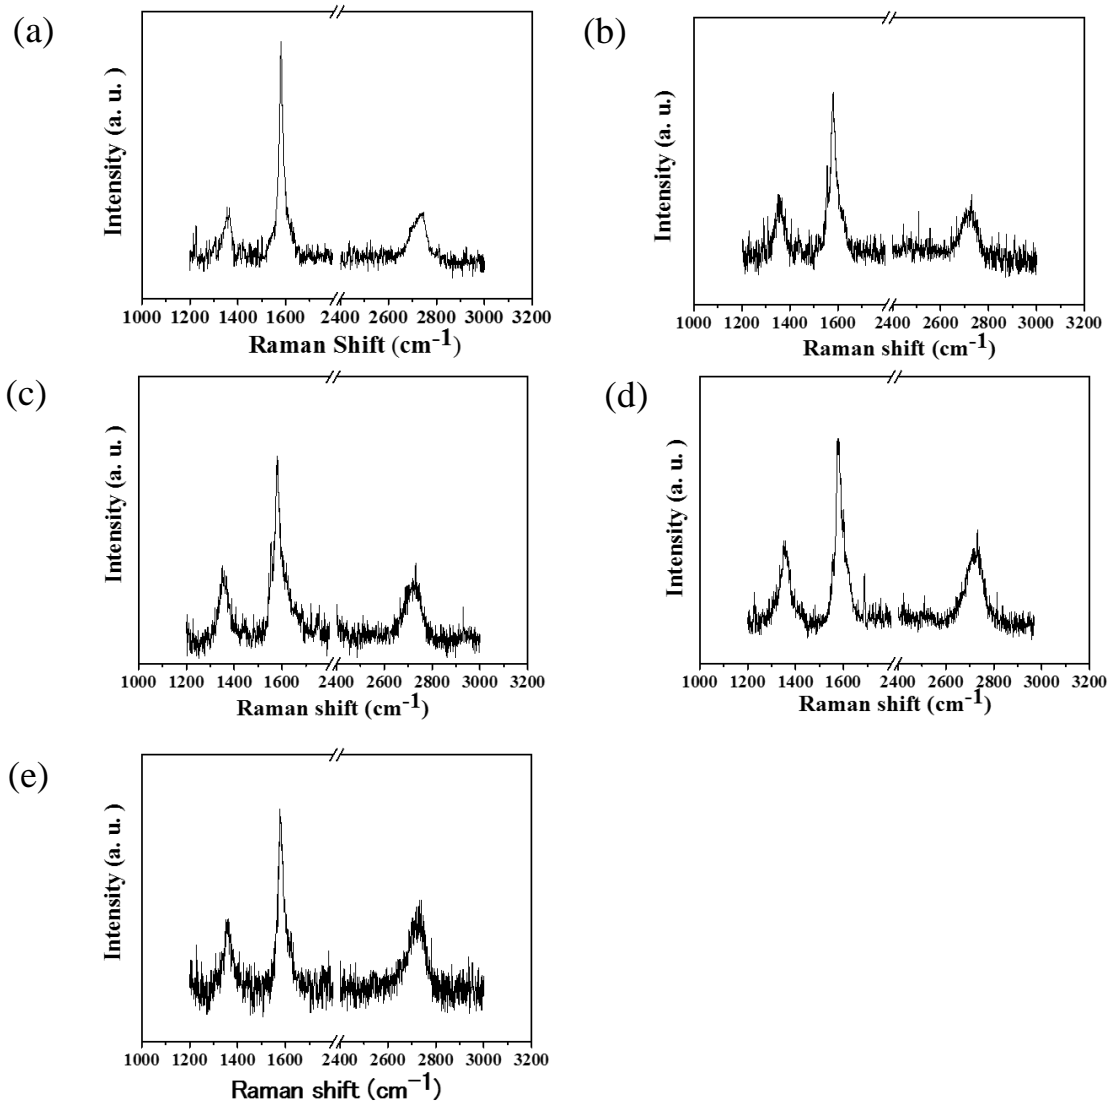 (a)
Intensity (a. u.)
1000 1200 1400 1600 2400 2600 2800 3000 3200
Raman Shift (cm-1)
(b)
Intensity (a. u.)
1000 1200 1400 1600 2400 2600 2800 3000 3200
Raman shift (cm-1)
(c)
Intensity (a. u. )
1000 1200 1400 1600 2400 2600 2800 3000 3200
Raman shift (cm-1)
(d)
Intensity (a. u. )
1000 1200 1400 1600 2400 2600 2800 3000 3200
Raman shift (cm-1)
(e)
Intensity (a. u. )
1000 1200 1400 1600 2400 2600 2800 3000 3200
Raman shift (cm−1)